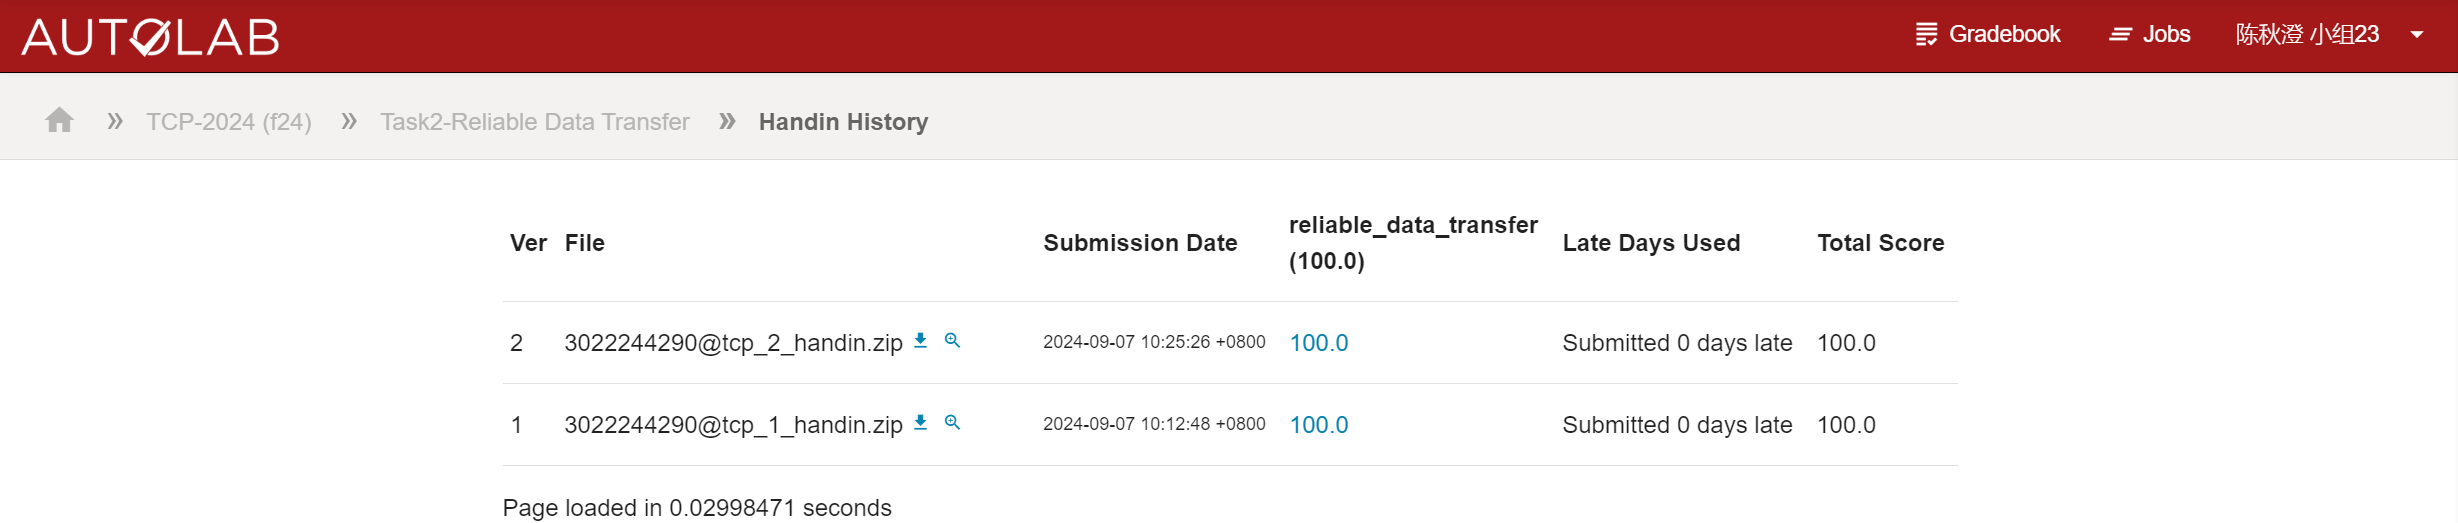 AUTOLAB
Gradebook Jobs 陈秋澄 小组23
» TCP-2024 (f24) » Task2-Reliable Data Transfer » Handin History
Ver File Submission Date reliable_data_transfer (100.0) Late Days Used Total Score
2 3022244290@tcp_2_handin.zip 2024-09-07 10:25:26 +0800 100.0 Submitted 0 days late 100.0
1 3022244290@tcp_1_handin.zip 2024-09-07 10:12:48 +0800 100.0 Submitted 0 days late 100.0
Page loaded in 0.02998471 seconds